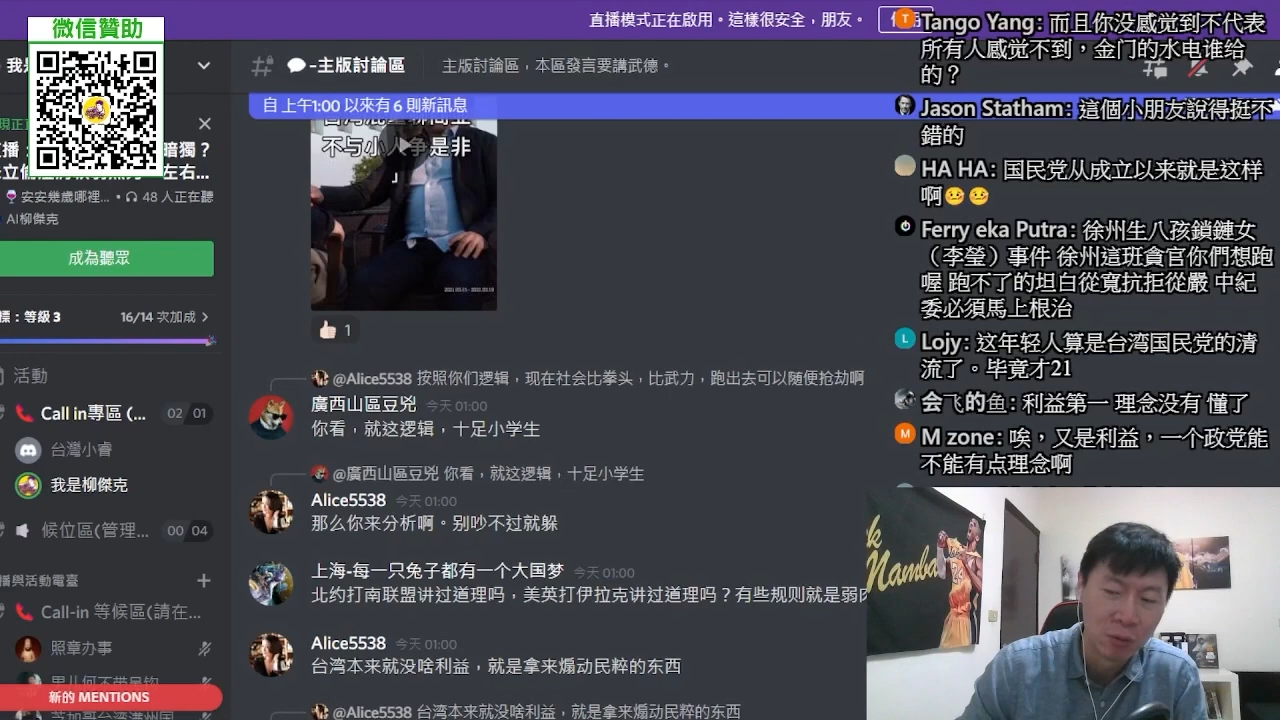 微信贊助
直播模式正在啟用。這樣很安全，朋友。
-主版討論區
主版討論區，本區發言要講武德。
自 上午1:00 以來有 6 則新訊息
不与小人争是非
」
1
暗獨？
左右...
安安幾歲哪裡... • 48 人正在聽
AI柳傑克
成為聽眾
標：等級3
16/14 次加成
活動
Call in專區 (...
02 01
台灣小睿
我是柳傑克
候位區(管理...
00 04
播與活動電臺
Call-in 等候區(請在...
照章办事
新的 MENTIONS
@Alice5538 按照你们逻辑，现在社会比拳头，比武力，跑出去可以随便抢劫啊
廣西山區豆兇 今天 01:00
你看，就这逻辑，十足小学生
@廣西山區豆兇 你看，就这逻辑，十足小学生
Alice5538 今天 01:00
那么你来分析啊。别吵不过就躲
上海-每一只兔子都有一个大国梦 今天 01:00
北约打南联盟讲过道理吗，美英打伊拉克讲过道理吗？有些规则就是弱
Alice5538 今天 01:00
台湾本来就没啥利益，就是拿来煽动民粹的东西
@Alice5538 台湾本来就没啥利益，就是拿来煽动民粹的东西
Tango Yang: 而且你没感觉到不代表
所有人感觉不到，金门的水电谁给
的？
Jason Statham: 這個小朋友說得挺不
錯的
HA HA: 国民党从成立以来就是这样
啊🤒🤒
Ferry eka Putra: 徐州生八孩鎖鏈女
（李瑩）事件 徐州這班貪官你們想跑
喔 跑不了的坦白從寬抗拒從嚴 中紀
委必須馬上根治
Lojy: 这年轻人算是台湾国民党的清
流了。毕竟才21
会飞的鱼: 利益第一 理念没有 懂了
M zone: 唉，又是利益，一个政党能
不能有点理念啊
Mamba